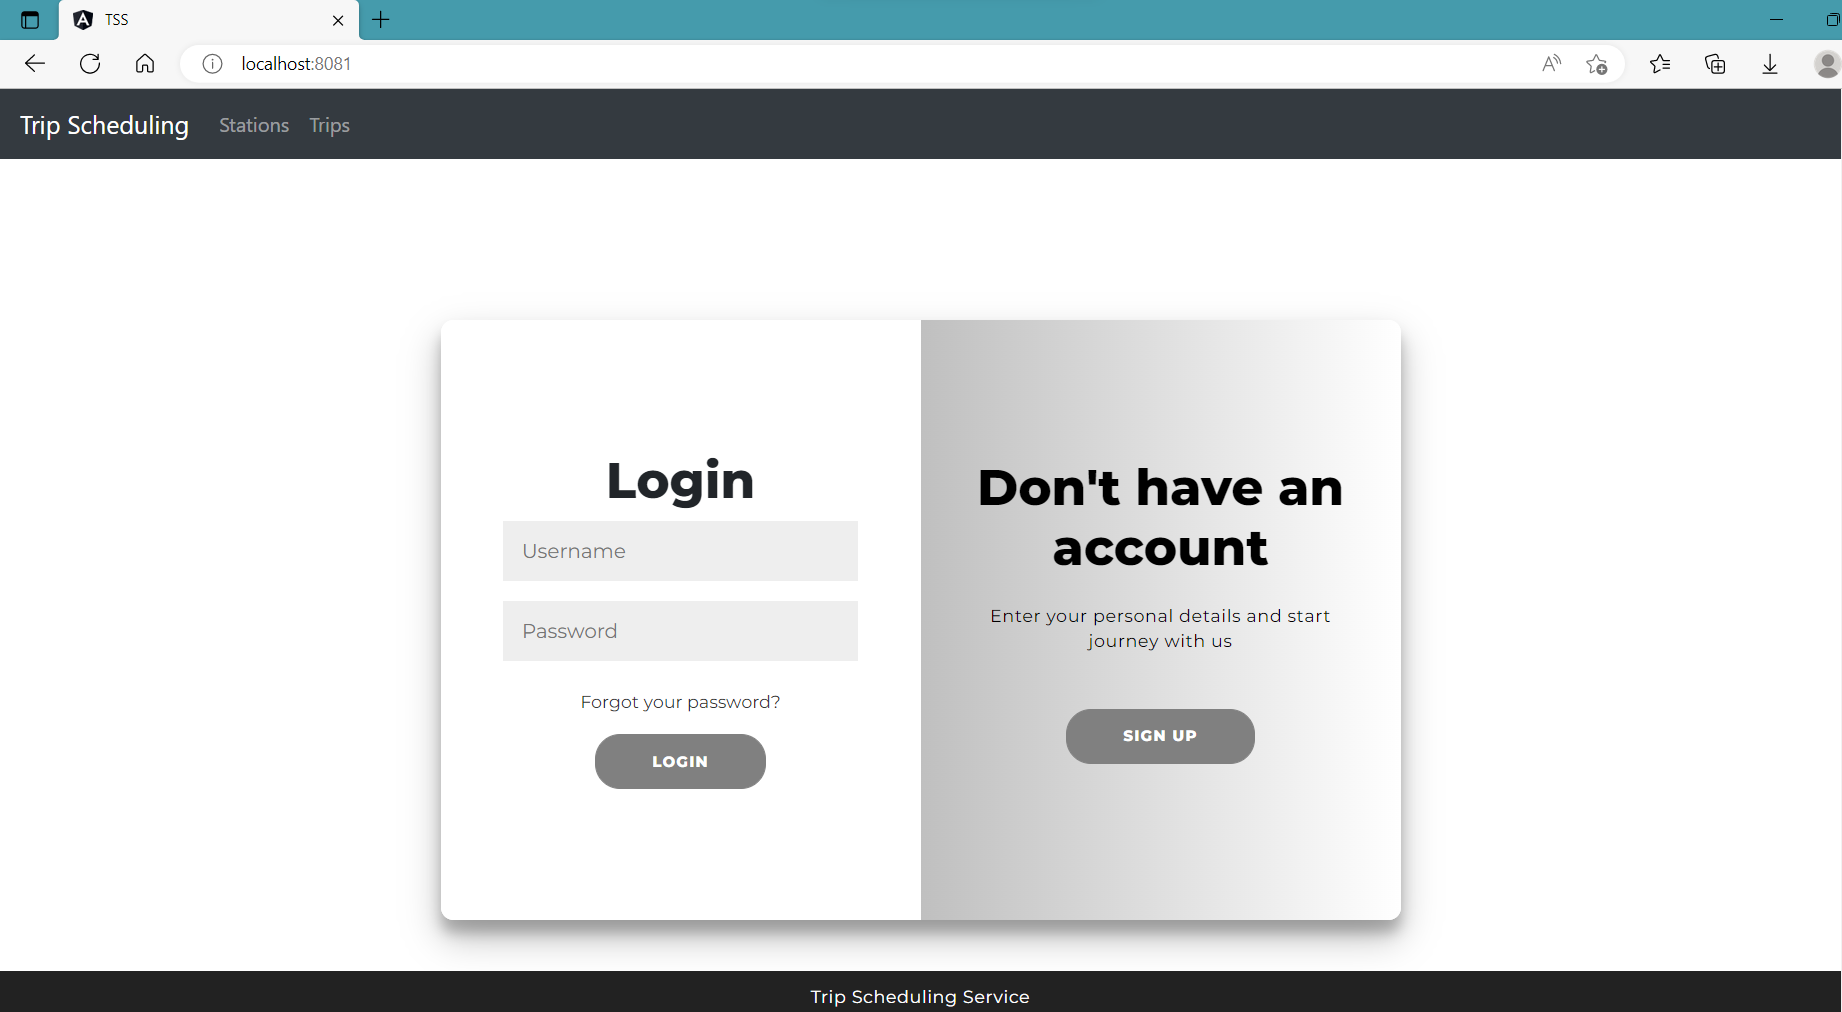 TSS
localhost:8081
Trip Scheduling Stations Trips
Login
Username
Password
Forgot your password?
LOGIN
Don't have an
account
Enter your personal details and start
journey with us
SIGN UP
Trip Scheduling Service